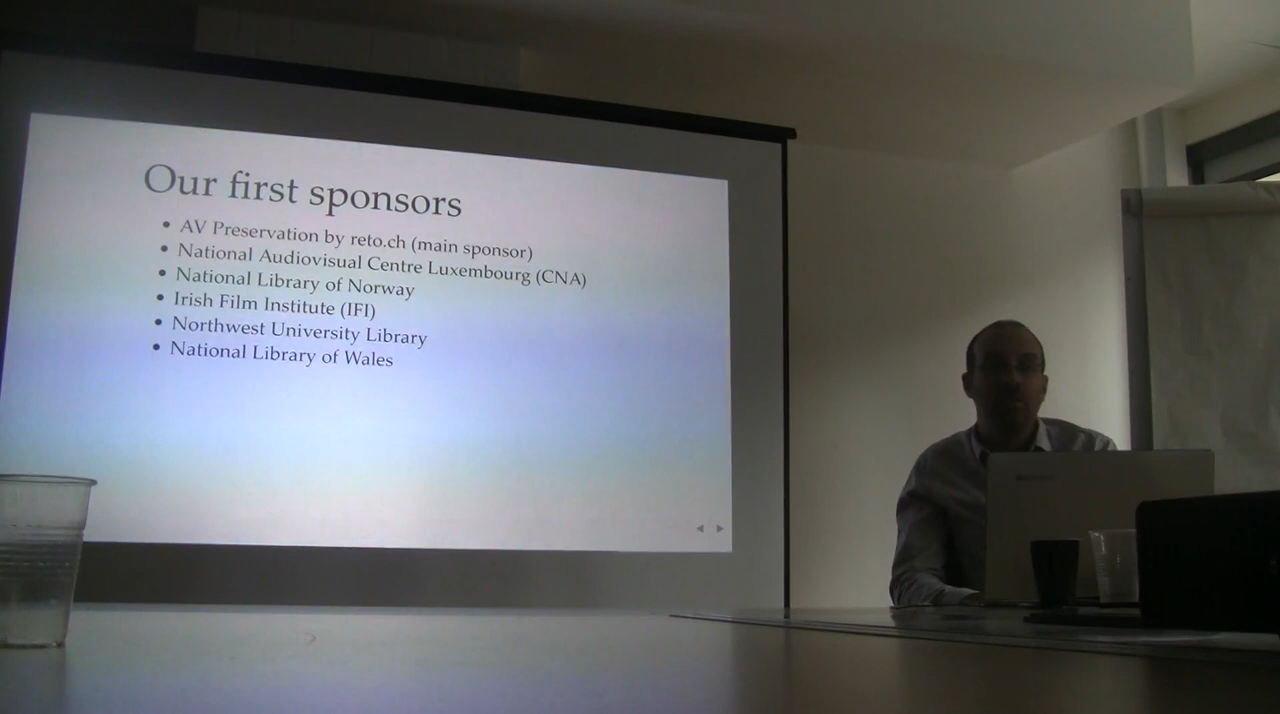 Our first sponsors
• AV Preservation by reto.ch (main sponsor)
• National Audiovisual Centre Luxembourg (CNA)
• National Library of Norway
• Irish Film Institute (IFI)
• Northwest University Library
• National Library of Wales